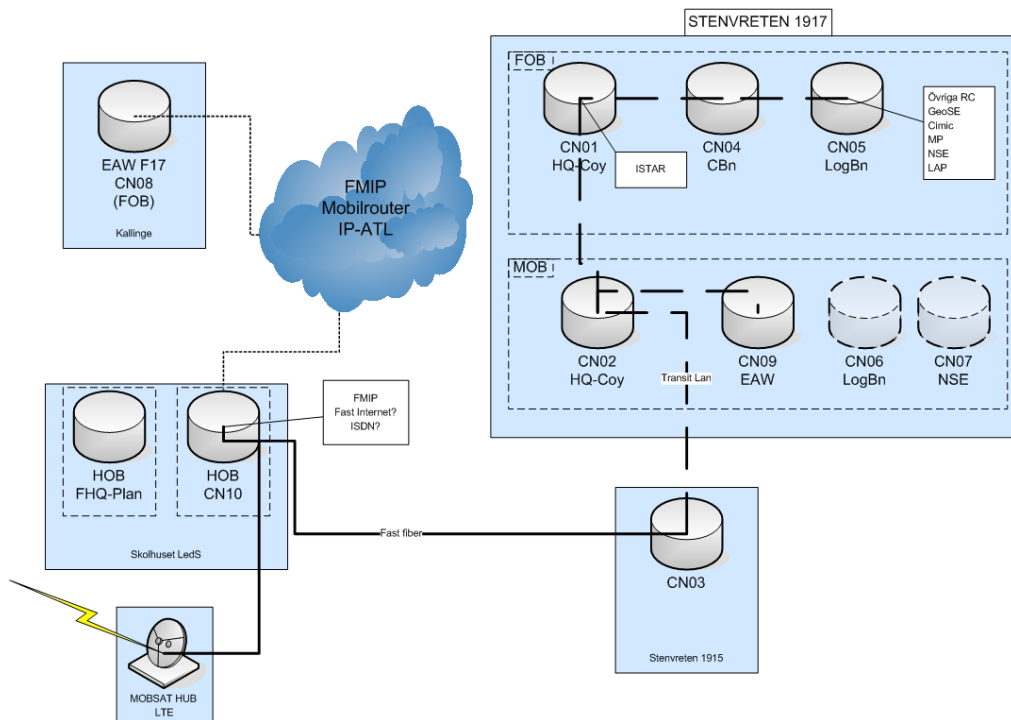 STENVRETEN 1917
FOB
CN01
HQ-Coy
ISTAR
CN04
CBn
CN05
LogBn
Övriga RC
GeoSE
Cimic
MP
NSE
LAP
EAW F17
CN08
(FOB)
Kallinge
FMIP
Mobilrouter
IP-ATL
MOB
CN02
HQ-Coy
CN09
EAW
CN06
LogBn
CN07
NSE
Transit Lan
HOB
FHQ-Plan
HOB
CN10
FMIP
Fast Internet?
ISDN?
Skolhuset LedS
Fast fiber
CN03
Stenvreten 1915
MOBSAT HUB
LTE